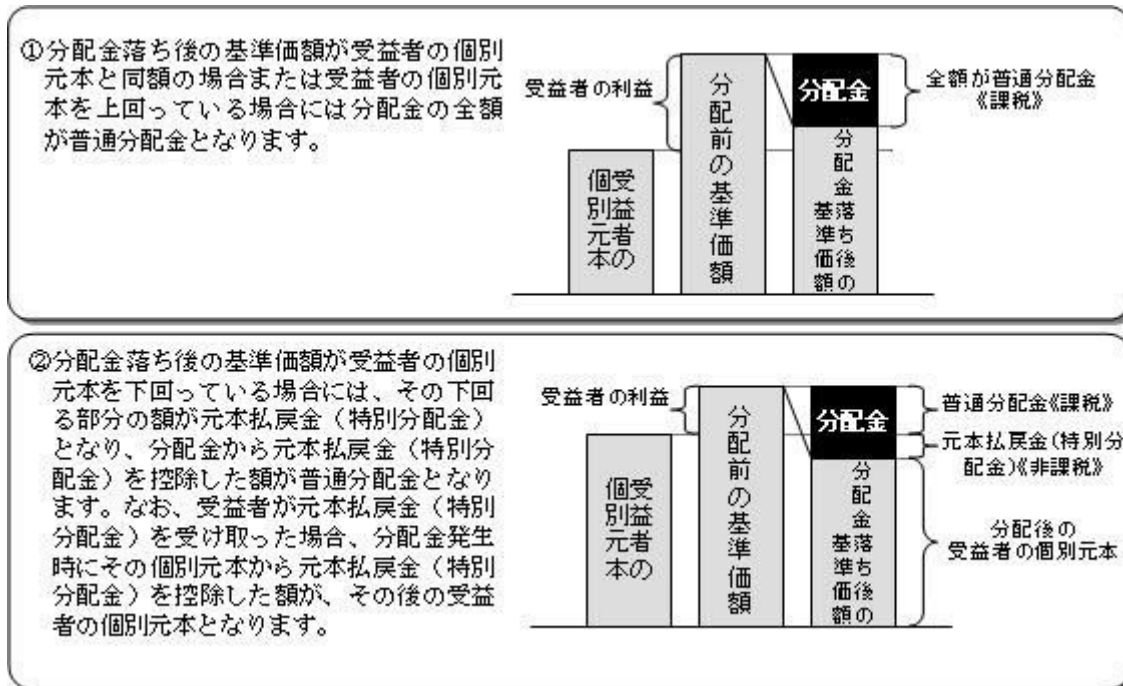 ①分配金落ち後の基準価額が受益者の個別
元本と同額の場合または受益者の個別元
本を上回っている場合には分配金の全額
が普通分配金となります。
受益者の利益
受益者の
個別元本
分配前の基準価額
分配金
分配金落ち後の
基準価額
全額が普通分配金
《課税》
②分配金落ち後の基準価額が受益者の個別
元本を下回っている場合には、その下回
る部分の額が元本払戻金（特別分配金）
となり、分配金から元本払戻金（特別分
配金）を控除した額が普通分配金となり
ます。なお、受益者が元本払戻金（特別
分配金）を受け取った場合、分配金発生
時にその個別元本から元本払戻金（特別
分配金）を控除した額が、その後の受益
者の個別元本となります。
受益者の利益
受益者の
個別元本
分配前の基準価額
分配金
分配金落ち後の
基準価額
普通分配金《課税》
元本払戻金(特別分
配金)《非課税》
分配後の
受益者の個別元本